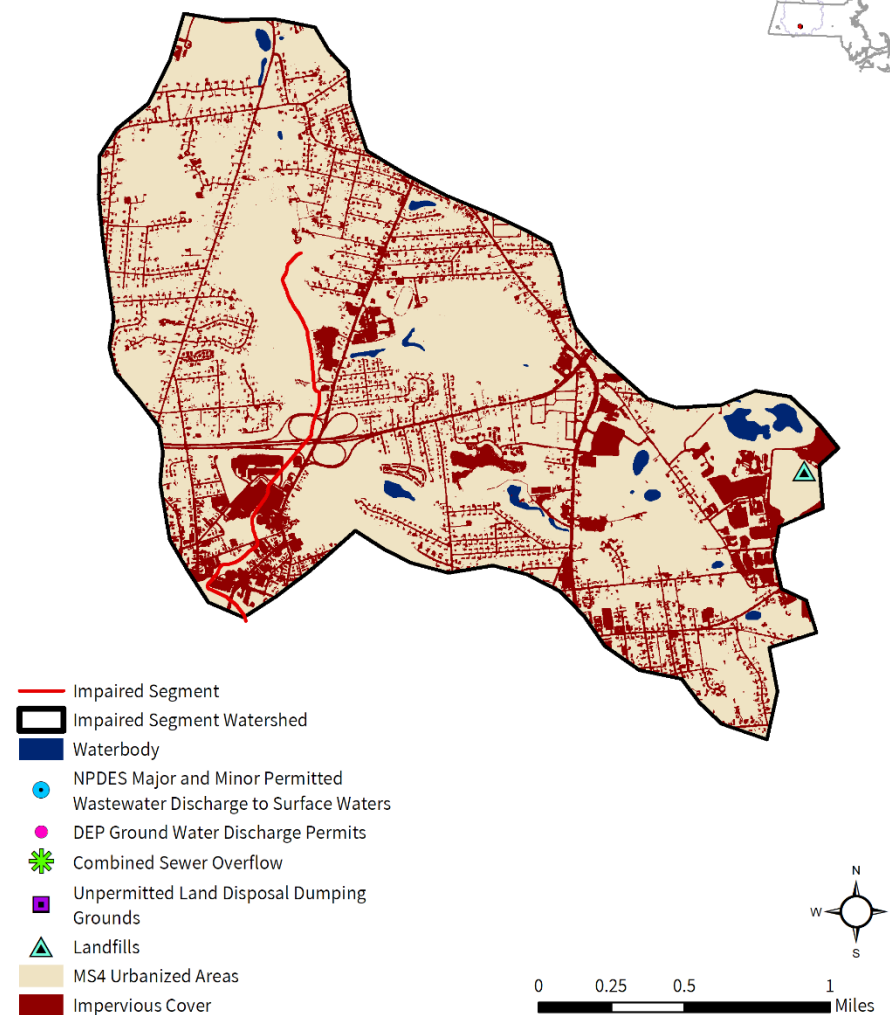 Impaired Segment
Impaired Segment Watershed
Waterbody
NPDES Major and Minor Permitted
Wastewater Discharge to Surface Waters
DEP Ground Water Discharge Permits
Combined Sewer Overflow
Unpermitted Land Disposal Dumping
Grounds
Landfills
MS4 Urbanized Areas
Impervious Cover
N
W
E
S
0 0.25 0.5 1
Miles